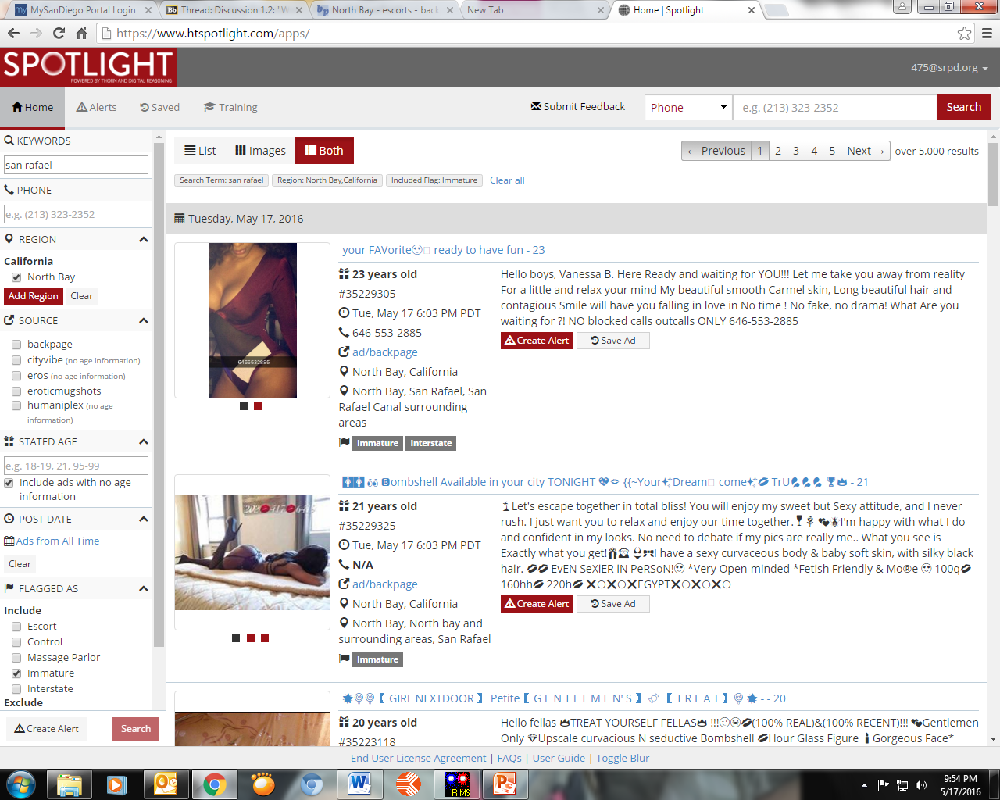 MySanDiego Portal Login
Thread: Discussion 1.2: "W
North Bay - escorts - back
New Tab
Home | Spotlight
https://www.htspotlight.com/apps/
SPOTLIGHT
POWERED BY THORN AND DIGITAL REASONING
475@srpd.org
Home
Alerts
Saved
Training
Submit Feedback
Phone
e.g. (213) 323-2352
Search
KEYWORDS
san rafael
PHONE
e.g. (213) 323-2352
REGION
California
North Bay
Add Region
Clear
SOURCE
backpage
cityvibe (no age information)
eros (no age information)
eroticmugshots
humaniplex (no age
information)
STATED AGE
e.g. 18-19, 21, 95-99
Include ads with no age
information
POST DATE
Ads from All Time
Clear
FLAGGED AS
Include
Escort
Control
Massage Parlor
Immature
Interstate
Exclude
Create Alert
Search
List
Images
Both
← Previous 1 2 3 4 5 Next → over 5,000 results
Search Term: san rafael
Region: North Bay,California
Included Flag: Immature
Clear all
Tuesday, May 17, 2016
your FAVorite ready to have fun - 23
6465532885
23 years old
#35229305
Tue, May 17 6:03 PM PDT
646-553-2885
ad/backpage
North Bay, California
North Bay, San Rafael, San
Rafael Canal surrounding
areas
Immature Interstate
Hello boys, Vanessa B. Here Ready and waiting for YOU!!! Let me take you away from reality
For a little and relax your mind My beautiful smooth Carmel skin, Long beautiful hair and
contagious Smile will have you falling in love in No time ! No fake, no drama! What Are you
waiting for ?! NO blocked calls outcalls ONLY 646-553-2885
Create Alert
Save Ad
Bombshell Available in your city TONIGHT {{~Your Dream come TrU - 21
21 years old
#35229325
Tue, May 17 6:03 PM PDT
N/A
ad/backpage
North Bay, California
North Bay, North bay and
surrounding areas, San Rafael
Immature
Let's escape together in total bliss! You will enjoy my sweet but Sexy attitude, and I never
rush. I just want you to relax and enjoy our time together. I'm happy with what I do
and confident in my looks. No need to debate if my pics are really me.. What you see is
Exactly what you get! I have a sexy curvaceous body & baby soft skin, with silky black
hair. EvEN SeXiER iN PeRSoN! *Very Open-minded *Fetish Friendly & Mo®e 100q
160hh 220h ❌○❌○❌EGYPT❌○❌○❌○
Create Alert
Save Ad
【 GIRL NEXTDOOR 】 Petite【 G E N T E L M E N' S 】 【 T R E A T 】 - - 20
20 years old
#35223118
Hello fellas TREAT YOURSELF FELLAS !!! (100% REAL)&(100% RECENT)!!! Gentlemen
Only Upscale curvacious N seductive Bombshell Hour Glass Figure Gorgeous Face*
End User License Agreement | FAQs | User Guide | Toggle Blur
RiMS
9:54 PM
5/17/2016